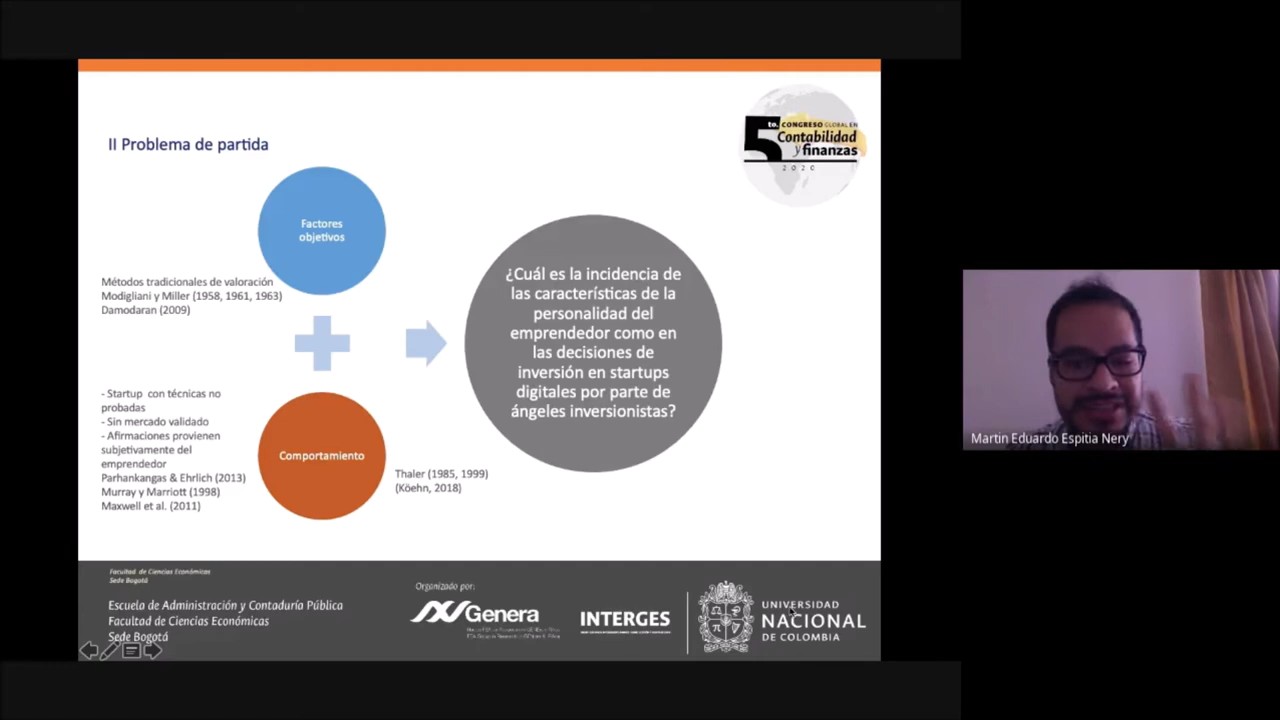 II Problema de partida
5to. CONGRESO GLOBAL EN
Contabilidad
y finanzas
2020
Factores
objetivos
Métodos tradicionales de valoración
Modigliani y Miller (1958, 1961, 1963)
Damodaran (2009)
¿Cuál es la incidencia de
las características de la
personalidad del
emprendedor como en
las decisiones de
inversión en startups
digitales por parte de
ángeles inversionistas?
- Startup con técnicas no
probadas
- Sin mercado validado
- Afirmaciones provienen
subjetivamente del
emprendedor
Parhankangas & Ehrlich (2013)
Murray y Marriott (1998)
Maxwell et al. (2011)
Comportamiento
Thaler (1985, 1999)
(Köehn, 2018)
Martin Eduardo Espitia Nery
Facultad de Ciencias Económicas
Sede Bogotá
Escuela de Administración y Contaduría Pública
Facultad de Ciencias Económicas
Sede Bogotá
Organizado por:
Genera
INTERGES
UNIVERSIDAD
NACIONAL
DE COLOMBIA